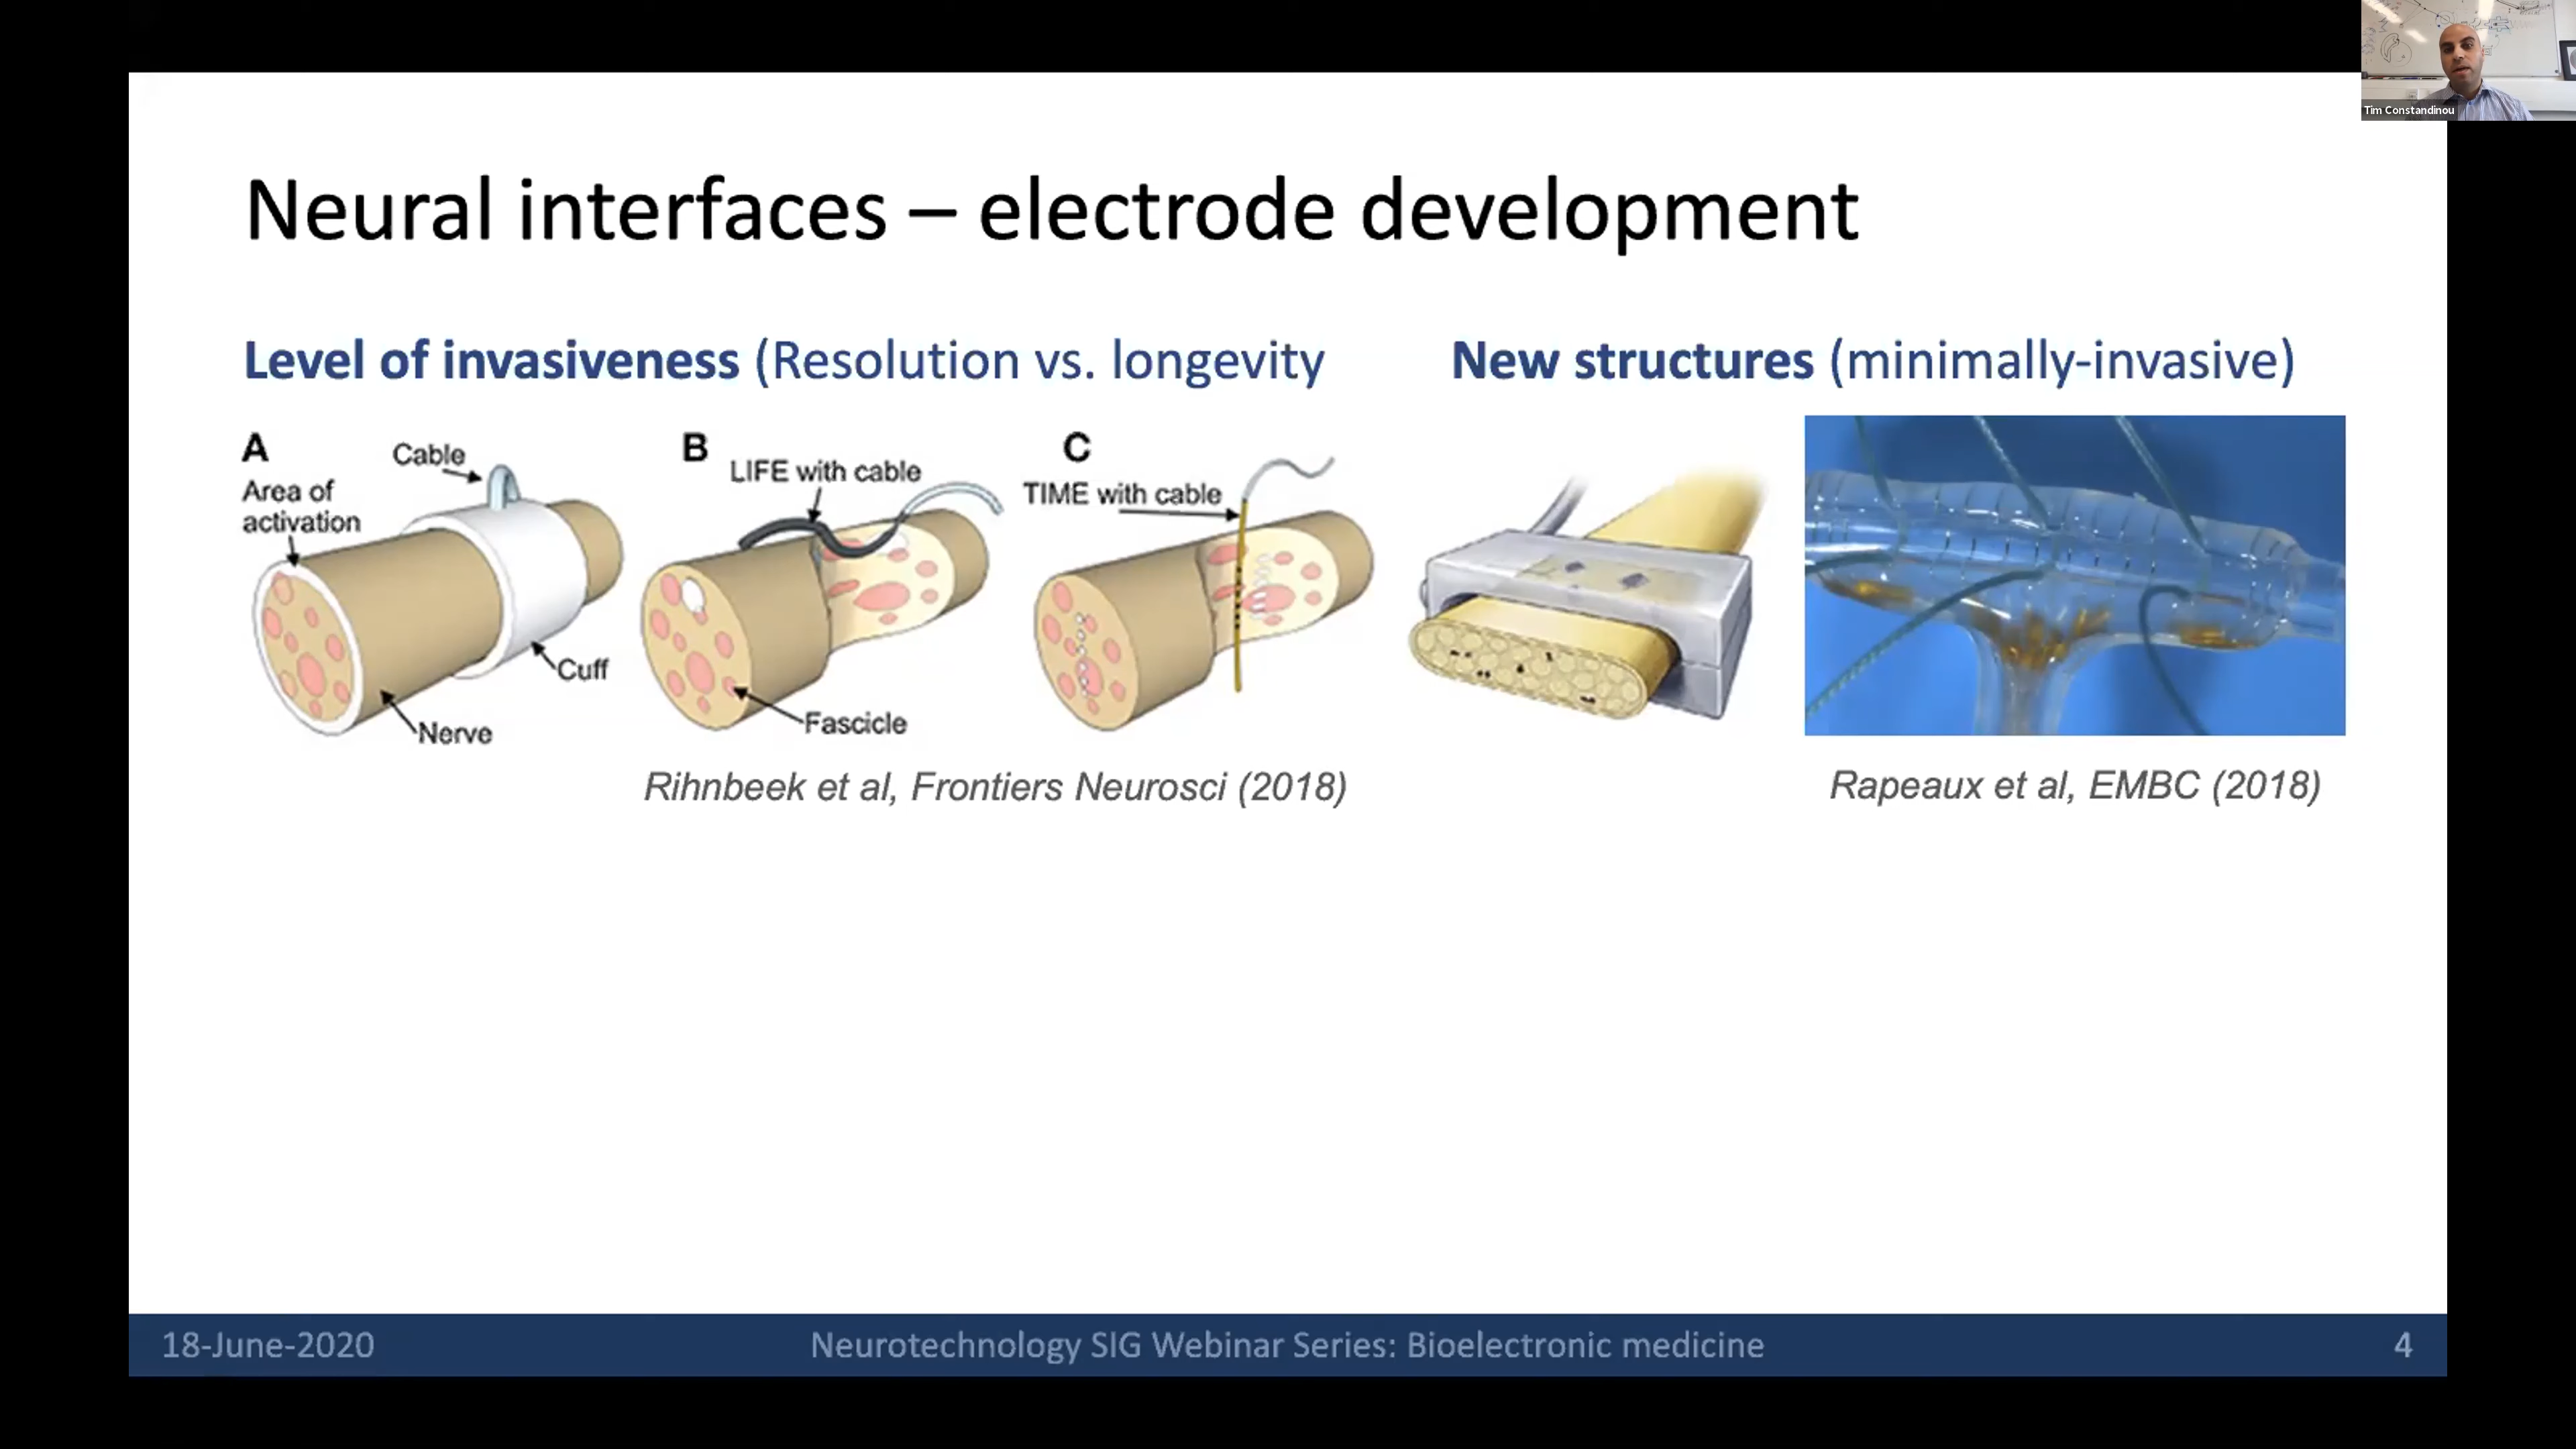 Tim Constandinou
Neural interfaces – electrode development
Level of invasiveness (Resolution vs. longevity
New structures (minimally-invasive)
A
Cable
Area of
activation
Cuff
Nerve
B
LIFE with cable
Fascicle
C
TIME with cable
Rihnbeek et al, Frontiers Neurosci (2018)
Rapeaux et al, EMBC (2018)
18-June-2020
Neurotechnology SIG Webinar Series: Bioelectronic medicine
4